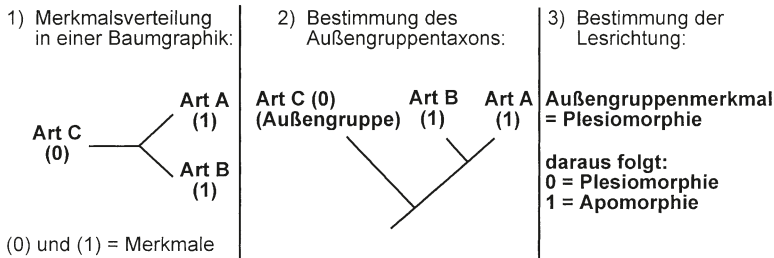 1) Merkmalsverteilung
in einer Baumgraphik:
Art A
(1)
Art C
(0)
Art B
(1)
(0) und (1) = Merkmale
2) Bestimmung des
Außengruppentaxons:
Art C (0)
(Außengruppe)
Art B
(1)
Art A
(1)
3) Bestimmung der
Lesrichtung:
Außengruppenmerkmal
= Plesiomorphie
daraus folgt:
0 = Plesiomorphie
1 = Apomorphie